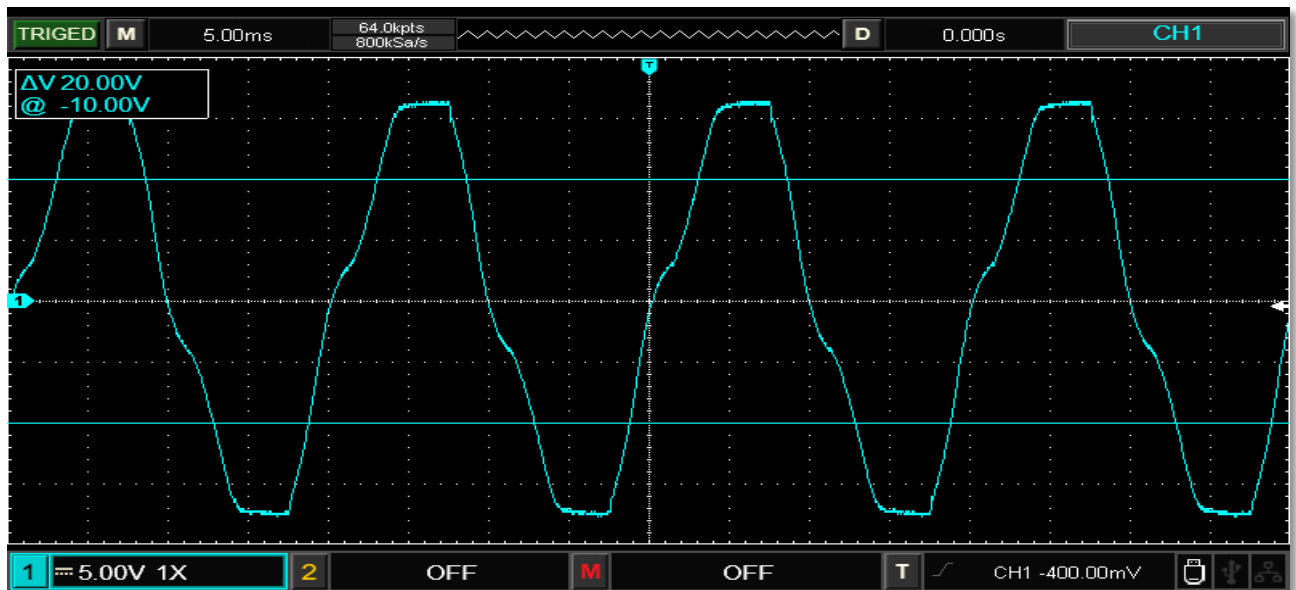 TRIGED M 5.00ms 64.0kpts D 0.000s CH1
800kSa/s
T
ΔV 20.00V
@ -10.00V
1
1 5.00V 1X 2 OFF M OFF T CH1 -400.00mV